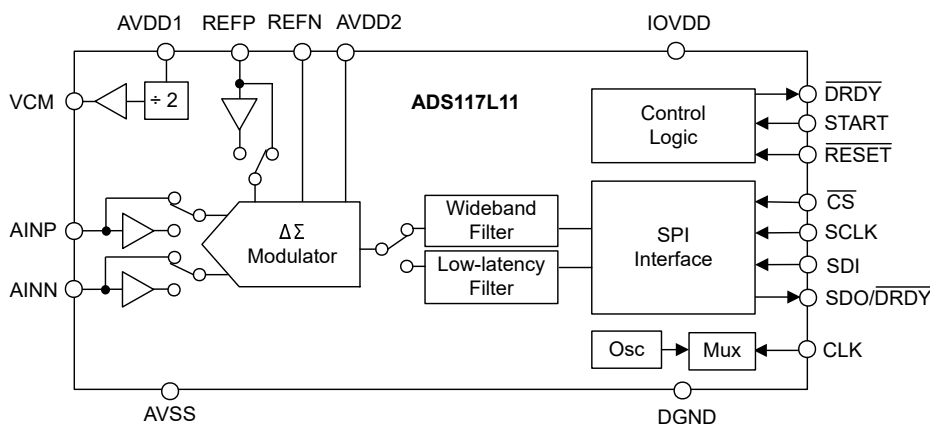 AVDD1
REFP
REFN
AVDD2
IOVDD
VCM
÷ 2
ADS117L11
Control
Logic
DRDY
START
RESET
AINP
AINN
ΔΣ
Modulator
Wideband
Filter
Low-latency
Filter
SPI
Interface
CS
SCLK
SDI
SDO/DRDY
Osc
Mux
CLK
AVSS
DGND